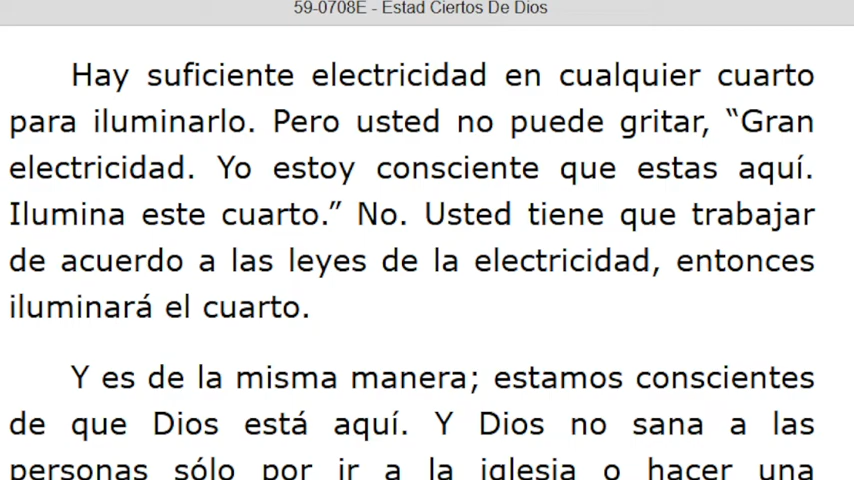 59-0708E - Estad Ciertos De Dios
Hay suficiente electricidad en cualquier cuarto
para iluminarlo. Pero usted no puede gritar, “Gran
electricidad. Yo estoy consciente que estas aquí.
Ilumina este cuarto.” No. Usted tiene que trabajar
de acuerdo a las leyes de la electricidad, entonces
iluminará el cuarto.
Y es de la misma manera; estamos conscientes
de que Dios está aquí. Y Dios no sana a las
personas sólo por ir a la iglesia o hacer una